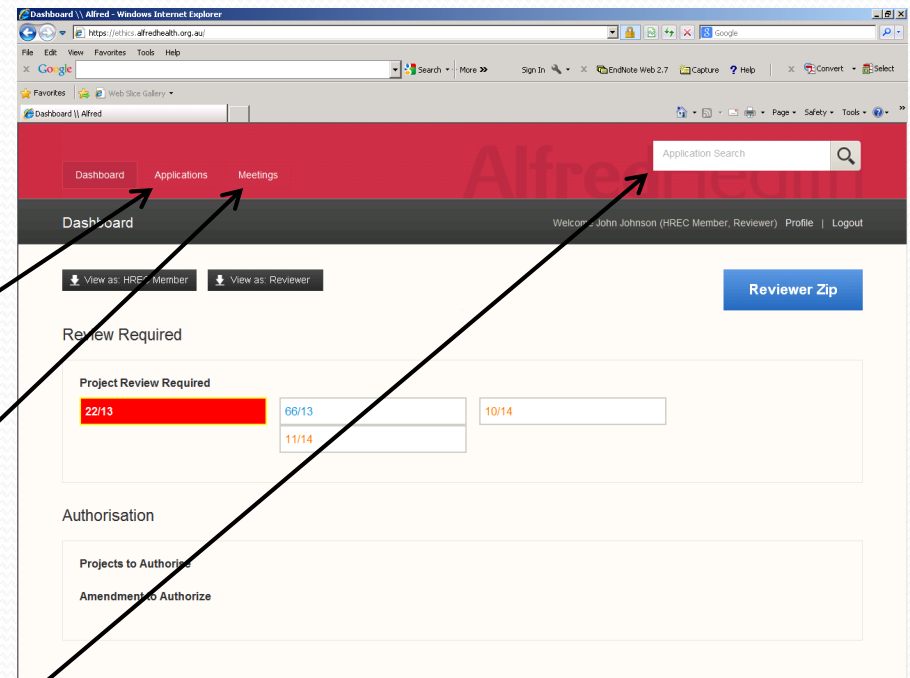 Dashboard \\ Alfred - Windows Internet Explorer
https://ethics.alfredhealth.org.au/
Google
File Edit View Favorites Tools Help
x Google Search More >> Sign In x EndNote Web 2.7 Capture ? Help x Convert Select
Favorites Web Slice Gallery
Dashboard \\ Alfred Page Safety Tools »
AlfredHealth
Application Search
Dashboard Applications Meetings
Dashboard Welcome John Johnson (HREC Member, Reviewer) Profile | Logout
View as: HREC Member View as: Reviewer
Reviewer Zip
Review Required
Project Review Required
22/13 66/13 10/14
11/14
Authorisation
Projects to Authorise
Amendment to Authorize